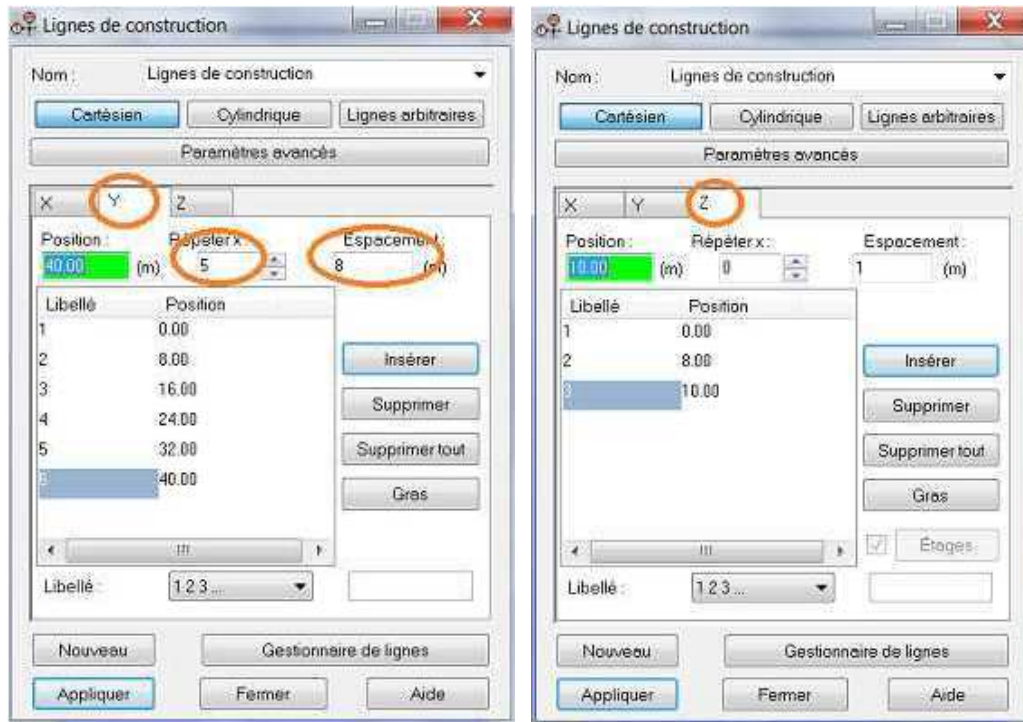 Lignes de construction
Nom : Lignes de construction
Cartésien Cylindrique Lignes arbitraires
Paramètres avancés
X Y Z
Position : Répéter x : Espacement :
40.00 (m) 5 8 (m)
Libellé Position
1 0.00
2 8.00
3 16.00
4 24.00
5 32.00
6 40.00
Insérer
Supprimer
Supprimer tout
Gras
Libellé : 1 2 3 ...
Nouveau Gestionnaire de lignes
Appliquer Fermer Aide
Lignes de construction
Nom : Lignes de construction
Cartésien Cylindrique Lignes arbitraires
Paramètres avancés
X Y Z
Position : Répéter x : Espacement :
10.00 (m) 0 1 (m)
Libellé Position
1 0.00
2 8.00
3 10.00
Insérer
Supprimer
Supprimer tout
Gras
Étages
Libellé : 1 2 3 ...
Nouveau Gestionnaire de lignes
Appliquer Fermer Aide